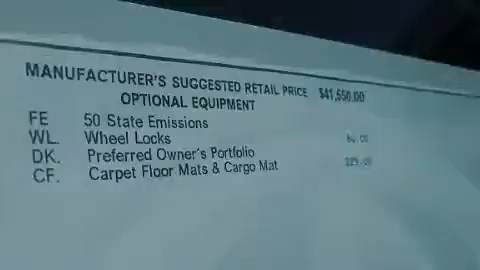 MANUFACTURER'S SUGGESTED RETAIL PRICE $41,550.00
OPTIONAL EQUIPMENT
FE 50 State Emissions
WL. Wheel Locks
DK. Preferred Owner's Portfolio
CF. Carpet Floor Mats & Cargo Mat